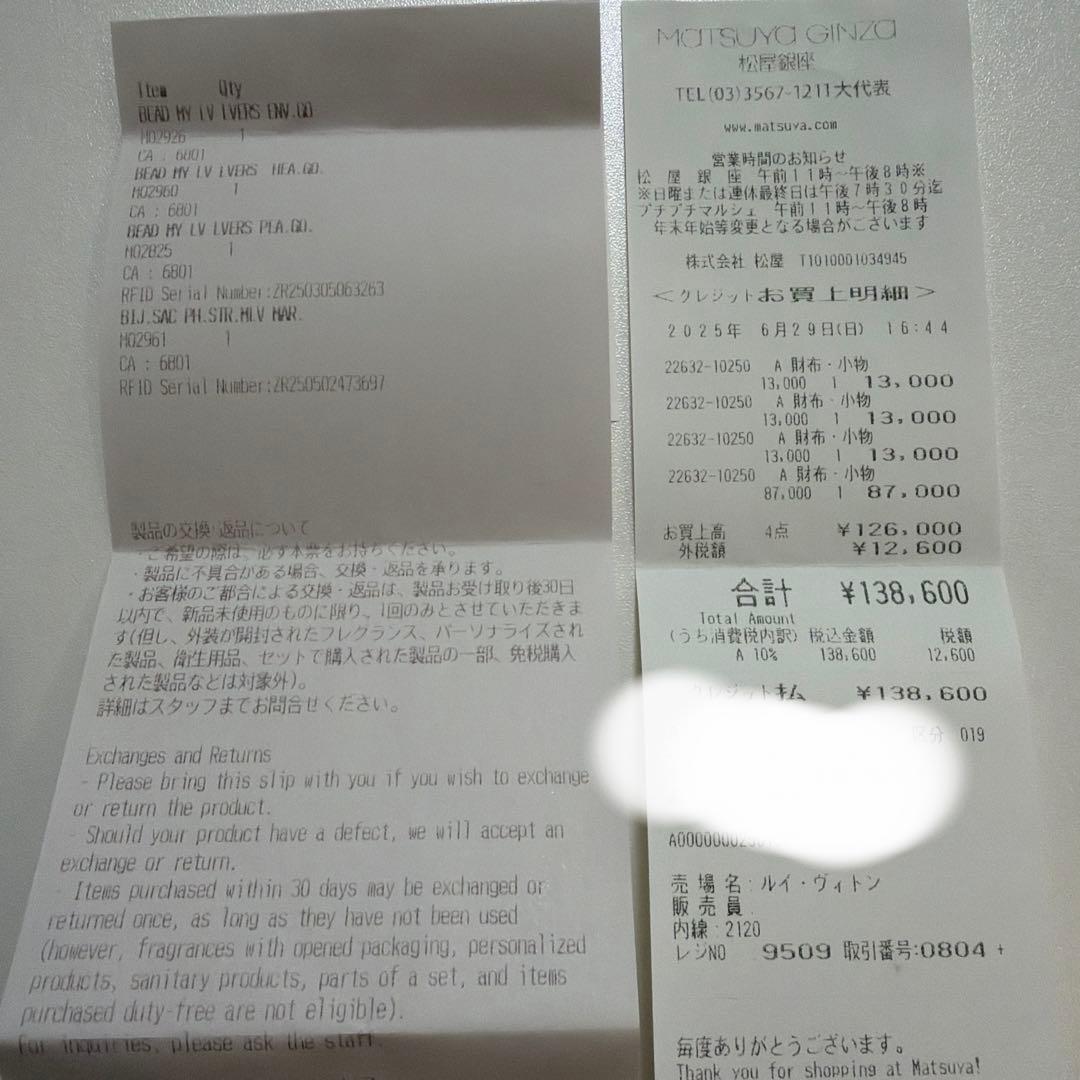 Item Qty
BEAD MY LV LVERS ENV.QO
M02926 1
CA : 6801
BEAD MY LV LVERS HEA.QO.
M02960 1
CA : 6801
BEAD MY LV LVERS PLA.QO.
M02825 1
CA : 6801
RFID Serial Number:ZR250305063263
BIJ.SAC PH.STR.MLV MAR.
M02961 1
CA : 6801
RFID Serial Number:ZR250502473697
製品の交換・返品について
・ご希望の際は、必ず本票をお持ちください。
・製品に不具合がある場合、交換・返品を承ります。
・お客様のご都合による交換・返品は、製品お受け取り後30日
以内で、新品未使用のものに限り、1回のみとさせていただきま
す(但し、外装が開封されたフレグランス、パーソナライズされ
た製品、衛生用品、セットで購入された製品の一部、免税購入
された製品などは対象外)。
詳細はスタッフまでお問合せください。
Exchanges and Returns
- Please bring this slip with you if you wish to exchange
or return the product.
- Should your product have a defect, we will accept an
exchange or return.
- Items purchased within 30 days may be exchanged or
returned once, as long as they have not been used
(however, fragrances with opened packaging, personalized
products, sanitary products, parts of a set, and items
purchased duty-free are not eligible).
For inquiries, please ask the staff.
MATSUYA GINZA
松屋銀座
TEL(03)3567-1211大代表
www.matsuya.com
営業時間のお知らせ
松 屋 銀 座 午前11時～午後8時※
※日曜または連休最終日は午後7時30分迄
プチプチマルシェ 午前11時～午後8時
年末年始等変更となる場合がございます
株式会社 松屋 T1010001034945
＜クレジットお買上明細＞
2025年 6月29日(日) 16:44
22632-10250 A 財布・小物
13,000 1 13,000
22632-10250 A 財布・小物
13,000 1 13,000
22632-10250 A 財布・小物
13,000 1 13,000
22632-10250 A 財布・小物
87,000 1 87,000
お買上高 4点 ¥126,000
外税額 ¥12,600
合計 ¥138,600
Total Amount
(うち消費税内訳) 税込金額 税額
A 10% 138,600 12,600
クレジット払 ¥138,600
区分 019
売 場 名:ルイ・ヴィトン
販 売 員
内線:2120
レジNO 9509 取引番号:0804 +
毎度ありがとうございます。
Thank you for shopping at Matsuya!